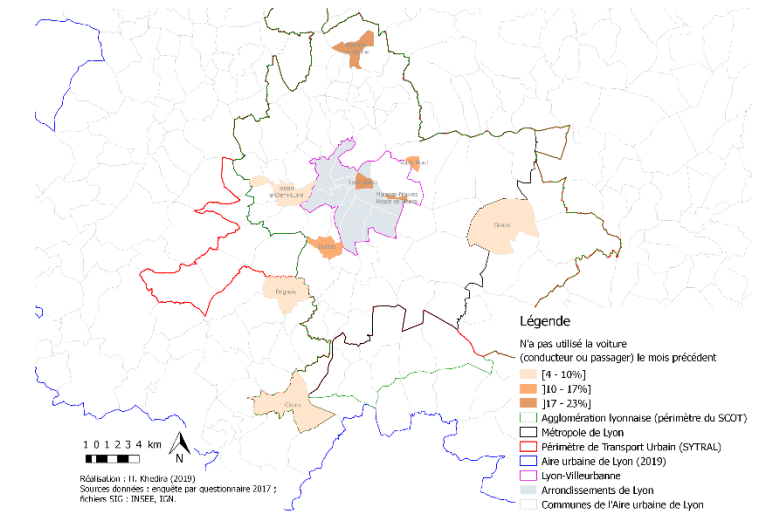 Genas
Givors
Légende
N'a pas utilisé la voiture
(conducteur ou passager) le mois précédent
[4 - 10%]
]10 - 17%]
]17 - 23%]
Agglomération lyonnaise (périmètre du SCOT)
Métropole de Lyon
Périmètre de Transport Urbain (SYTRAL)
Aire urbaine de Lyon (2019)
Lyon-Villeurbanne
Arrondissements de Lyon
Communes de l'Aire urbaine de Lyon
1 0 1 2 3 4 km
N
Réalisation : H. Khedira (2019)
Sources données : enquête par questionnaire 2017 ;
fichiers SIG : INSEE, IGN.